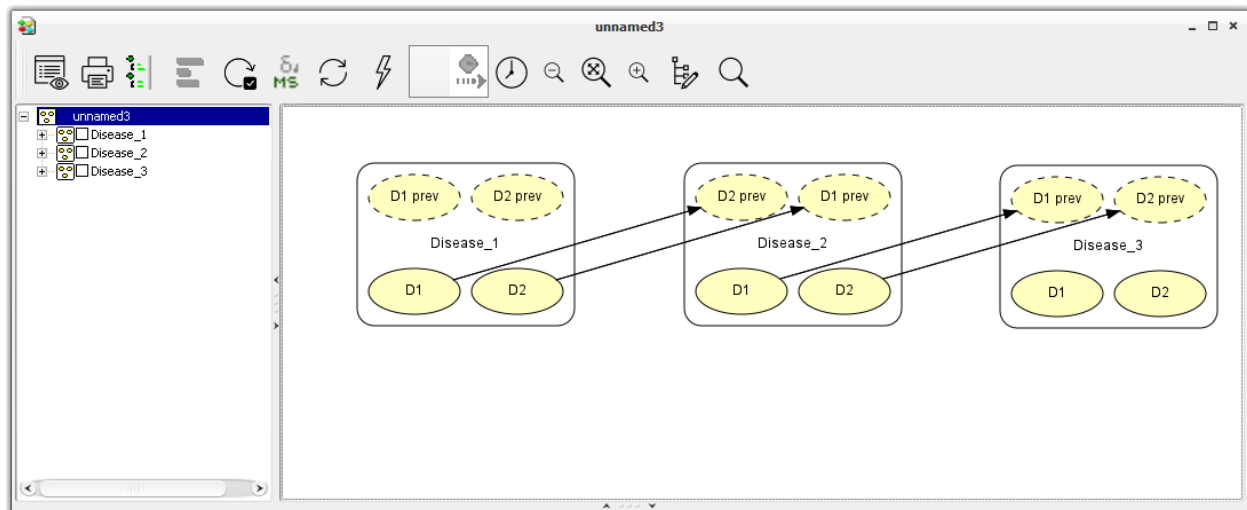 unnamed3
δ
MS
unnamed3
Disease_1
Disease_2
Disease_3
D1 prev D2 prev
Disease_1
D1 D2
D2 prev D1 prev
Disease_2
D1 D2
D1 prev D2 prev
Disease_3
D1 D2